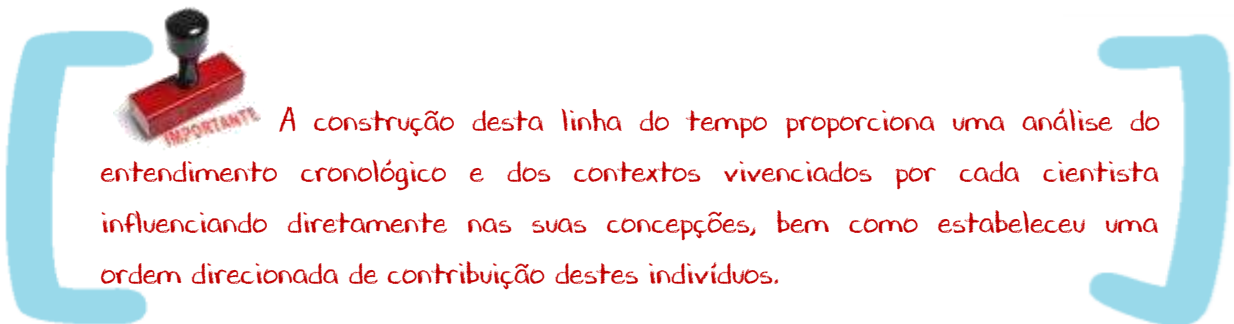 IMPORTANTE
A construção desta linha do tempo proporciona uma análise do
entendimento cronológico e dos contextos vivenciados por cada cientista
influenciando diretamente nas suas concepções, bem como estabeleceu uma
ordem direcionada de contribuição destes indivíduos.